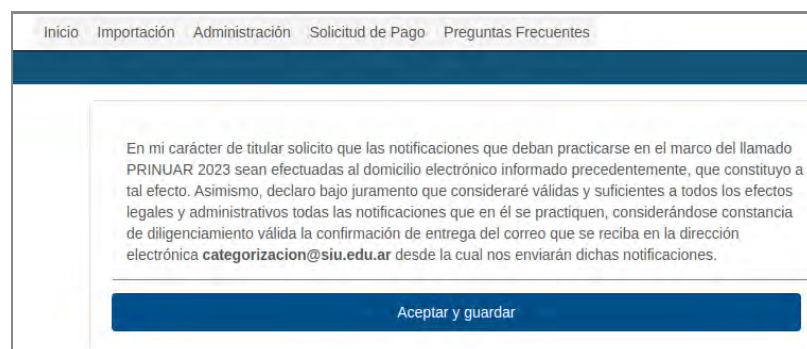 Inicio Importación Administración Solicitud de Pago Preguntas Frecuentes
En mi carácter de titular solicito que las notificaciones que deban practicarse en el marco del llamado
PRINUAR 2023 sean efectuadas al domicilio electrónico informado precedentemente, que constituyo a
tal efecto. Asimismo, declaro bajo juramento que consideraré válidas y suficientes a todos los efectos
legales y administrativos todas las notificaciones que en él se practiquen, considerándose constancia
de diligenciamiento válida la confirmación de entrega del correo que se reciba en la dirección
electrónica categorizacion@siu.edu.ar desde la cual nos enviarán dichas notificaciones.
Aceptar y guardar